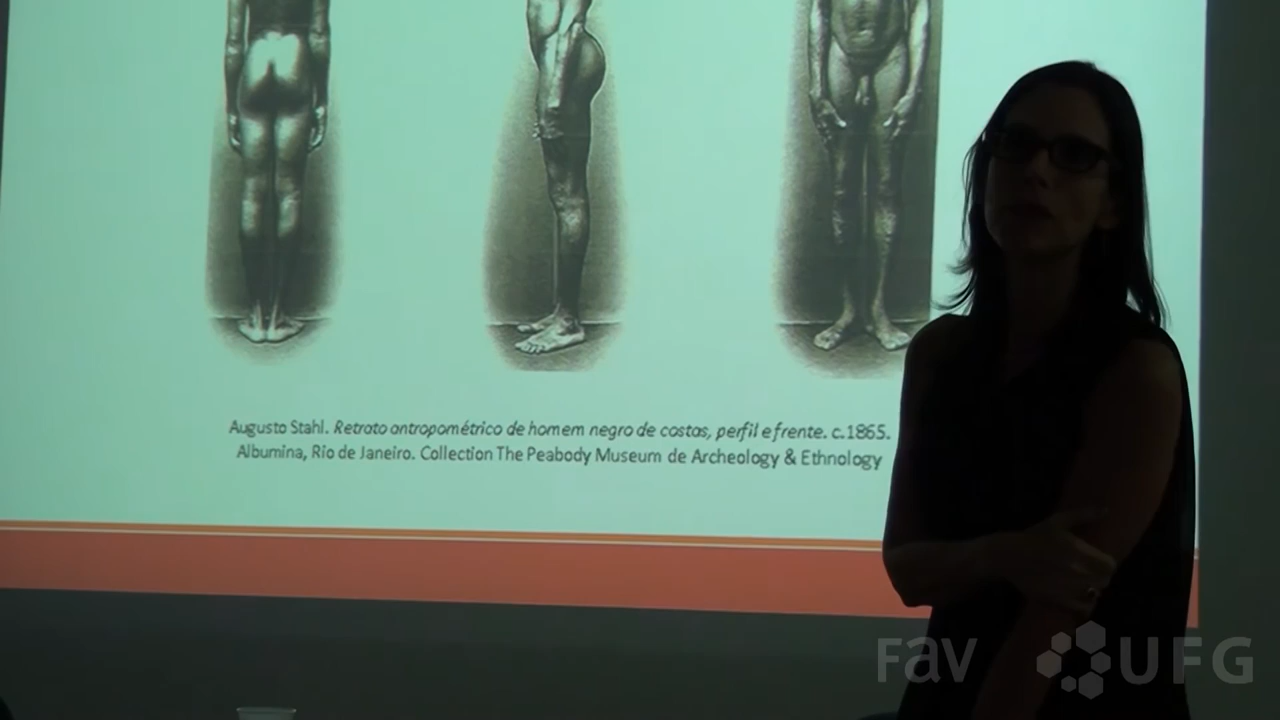 Augusto Stahl. Retrato antropométrico de homem negro de costas, perfil e frente. c.1865.
Albumina, Rio de Janeiro. Collection The Peabody Museum de Archeology & Ethnology
Fav UFG